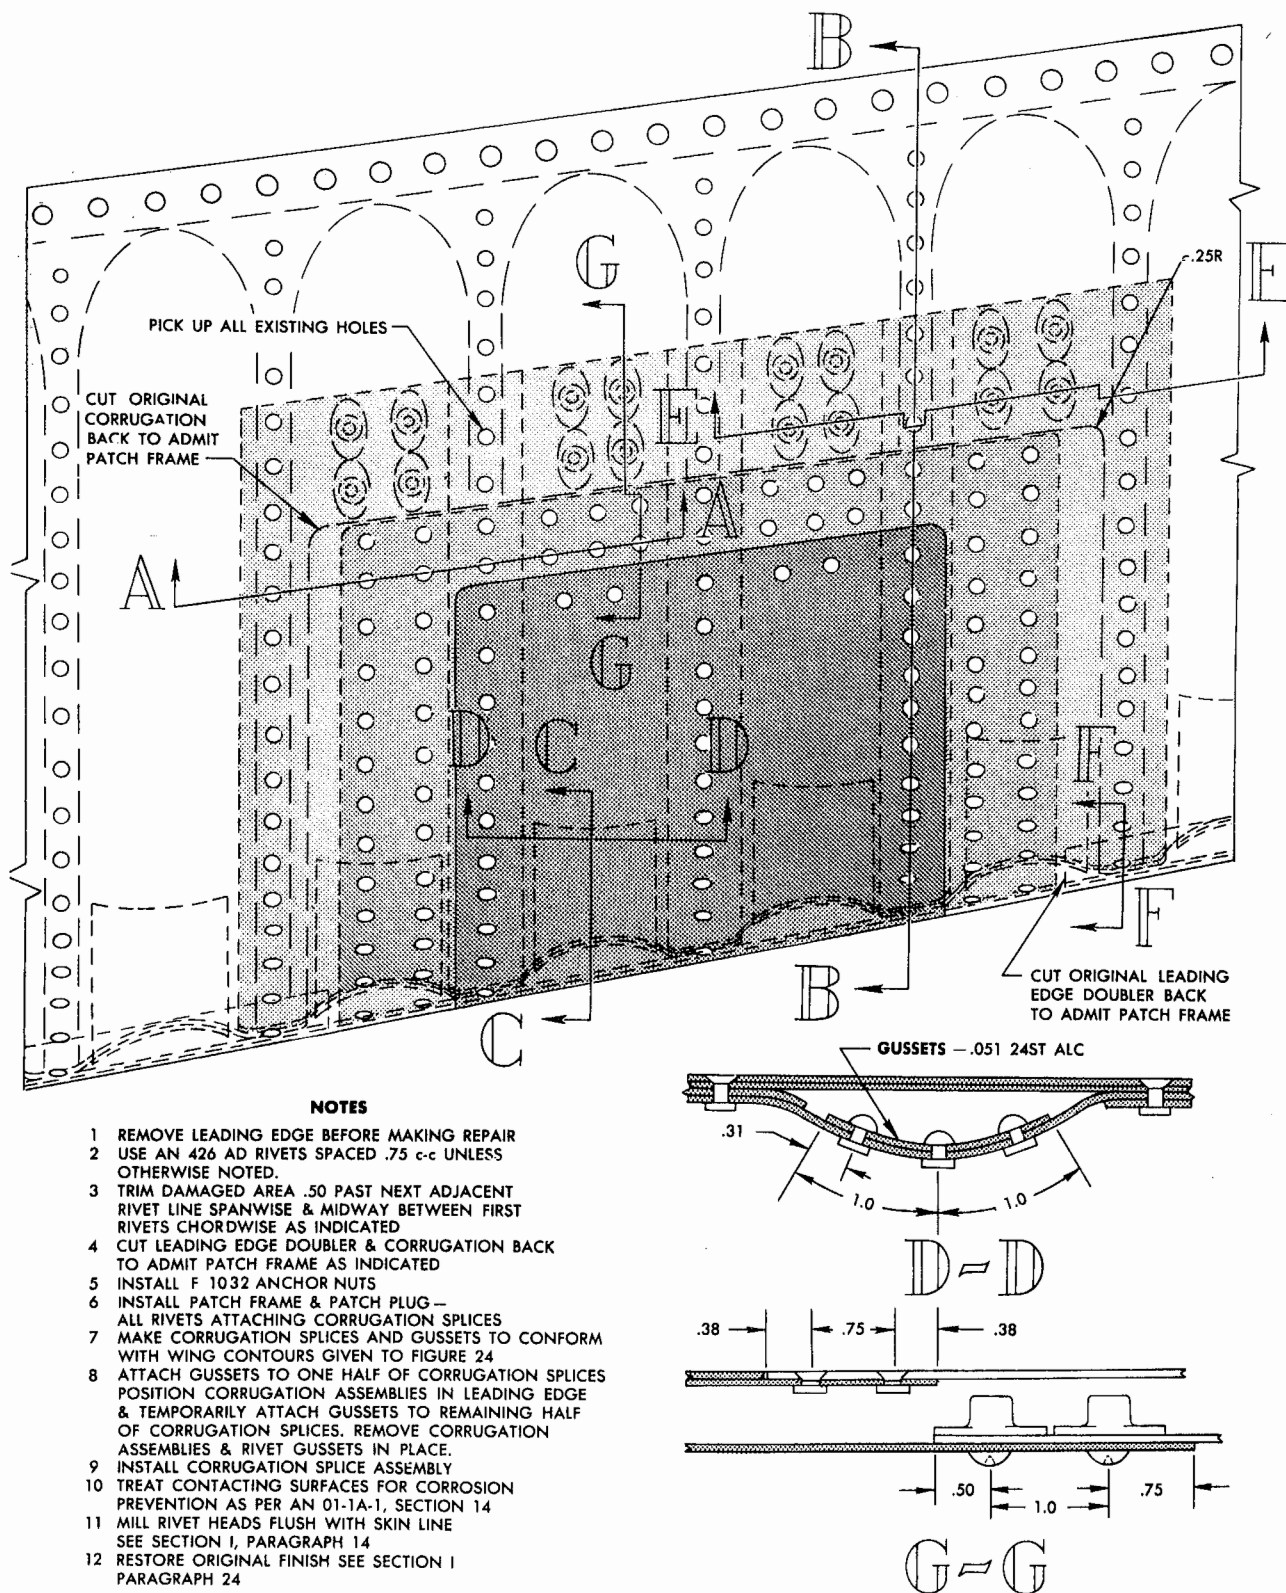 B
G
.25R
E
PICK UP ALL EXISTING HOLES
CUT ORIGINAL
CORRUGATION
BACK TO ADMIT
PATCH FRAME
E
A
A
G
D
C
D
F
F
B
C
CUT ORIGINAL LEADING
EDGE DOUBLER BACK
TO ADMIT PATCH FRAME
GUSSETS — .051 24ST ALC
.31
1.0
1.0
D-D
.38
.75
.38
.50
1.0
.75
G-G
NOTES
1 REMOVE LEADING EDGE BEFORE MAKING REPAIR
2 USE AN 426 AD RIVETS SPACED .75 c-c UNLESS
OTHERWISE NOTED.
3 TRIM DAMAGED AREA .50 PAST NEXT ADJACENT
RIVET LINE SPANWISE & MIDWAY BETWEEN FIRST
RIVETS CHORDWISE AS INDICATED
4 CUT LEADING EDGE DOUBLER & CORRUGATION BACK
TO ADMIT PATCH FRAME AS INDICATED
5 INSTALL F 1032 ANCHOR NUTS
6 INSTALL PATCH FRAME & PATCH PLUG —
ALL RIVETS ATTACHING CORRUGATION SPLICES
7 MAKE CORRUGATION SPLICES AND GUSSETS TO CONFORM
WITH WING CONTOURS GIVEN TO FIGURE 24
8 ATTACH GUSSETS TO ONE HALF OF CORRUGATION SPLICES
POSITION CORRUGATION ASSEMBLIES IN LEADING EDGE
& TEMPORARILY ATTACH GUSSETS TO REMAINING HALF
OF CORRUGATION SPLICES. REMOVE CORRUGATION
ASSEMBLIES & RIVET GUSSETS IN PLACE.
9 INSTALL CORRUGATION SPLICE ASSEMBLY
10 TREAT CONTACTING SURFACES FOR CORROSION
PREVENTION AS PER AN 01-1A-1, SECTION 14
11 MILL RIVET HEADS FLUSH WITH SKIN LINE
SEE SECTION I, PARAGRAPH 14
12 RESTORE ORIGINAL FINISH SEE SECTION I
PARAGRAPH 24